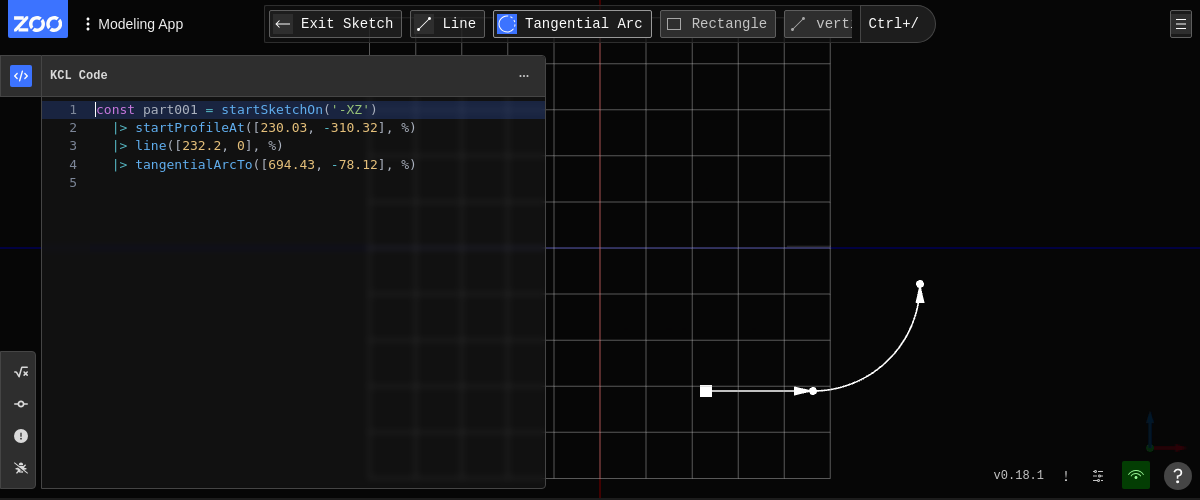 ZOO
Modeling App
Exit Sketch
Line
Tangential Arc
Rectangle
verti
Ctrl+/
KCL Code
1 const part001 = startSketchOn('-XZ')
2 |> startProfileAt([230.03, -310.32], %)
3 |> line([232.2, 0], %)
4 |> tangentialArcTo([694.43, -78.12], %)
5
v0.18.1
!
?